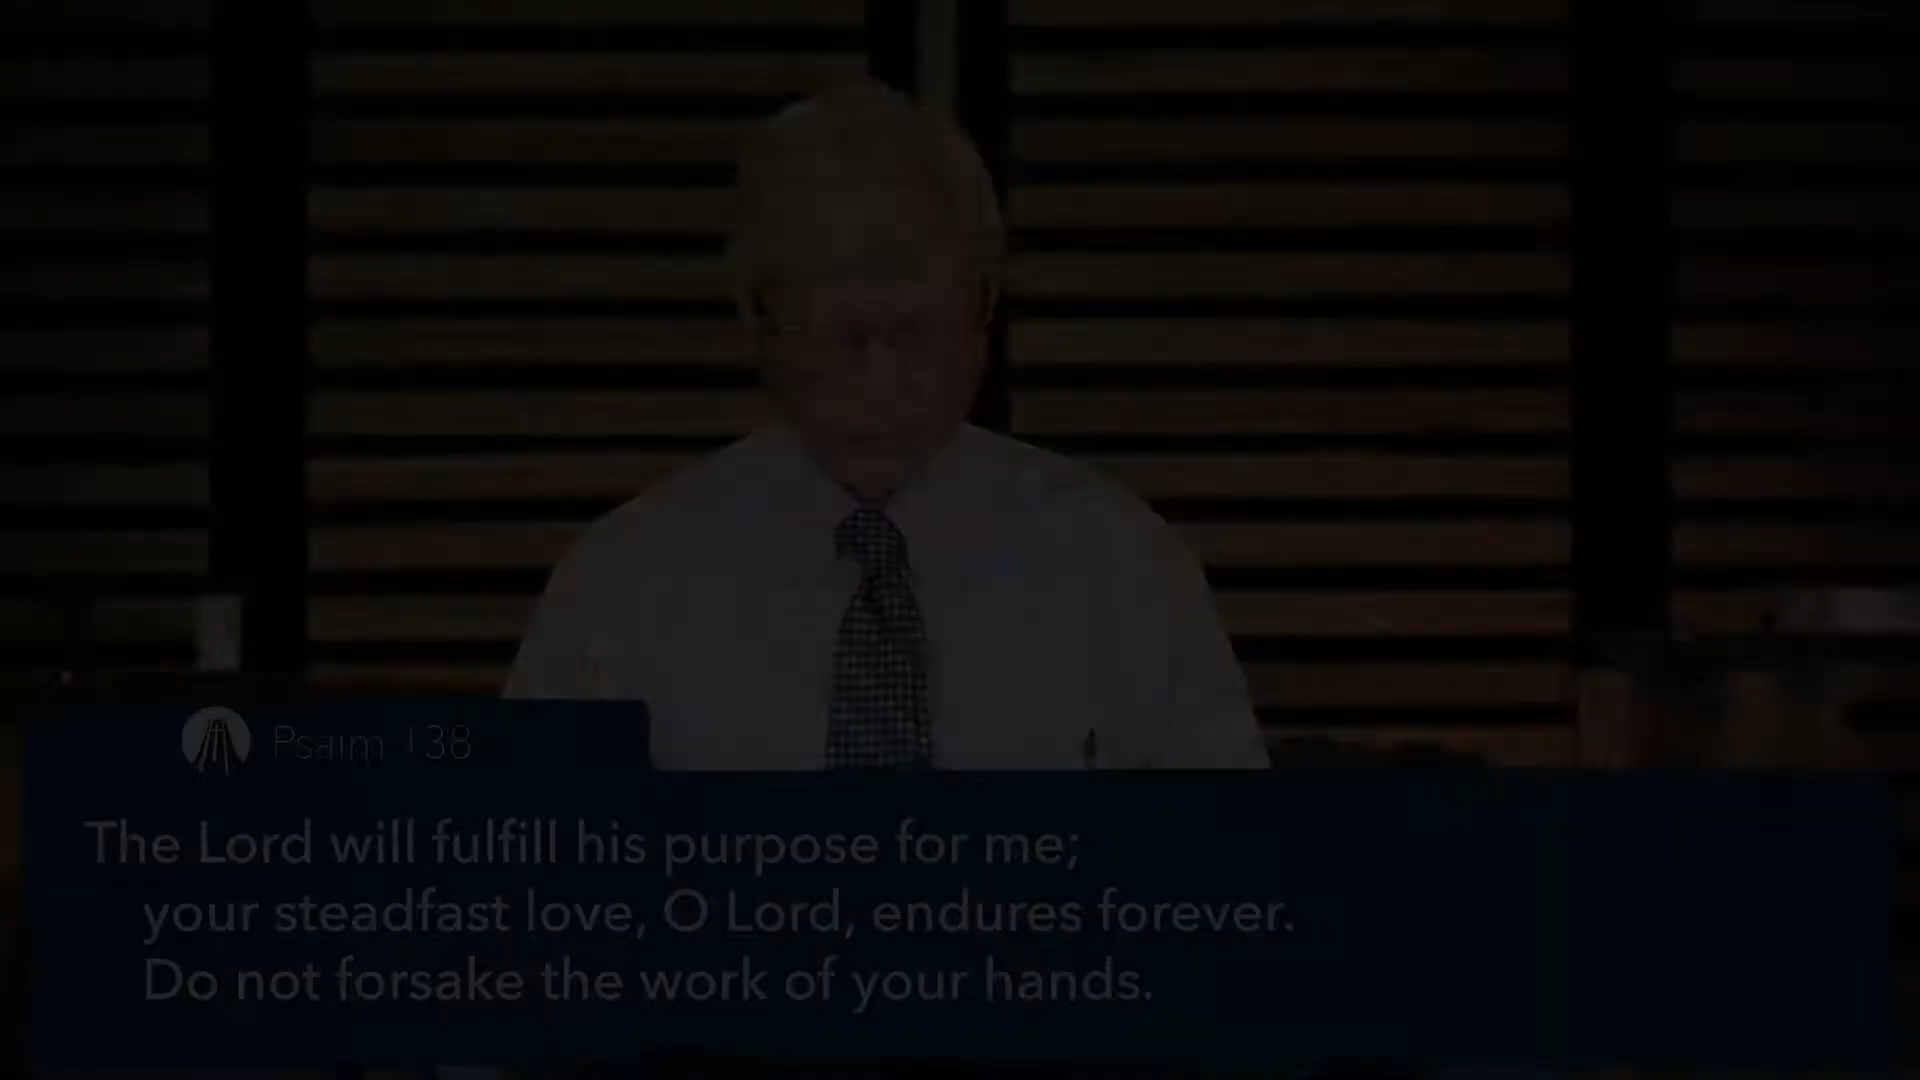 Psalm 138
The Lord will fulfill his purpose for me;
your steadfast love, O Lord, endures forever.
Do not forsake the work of your hands.